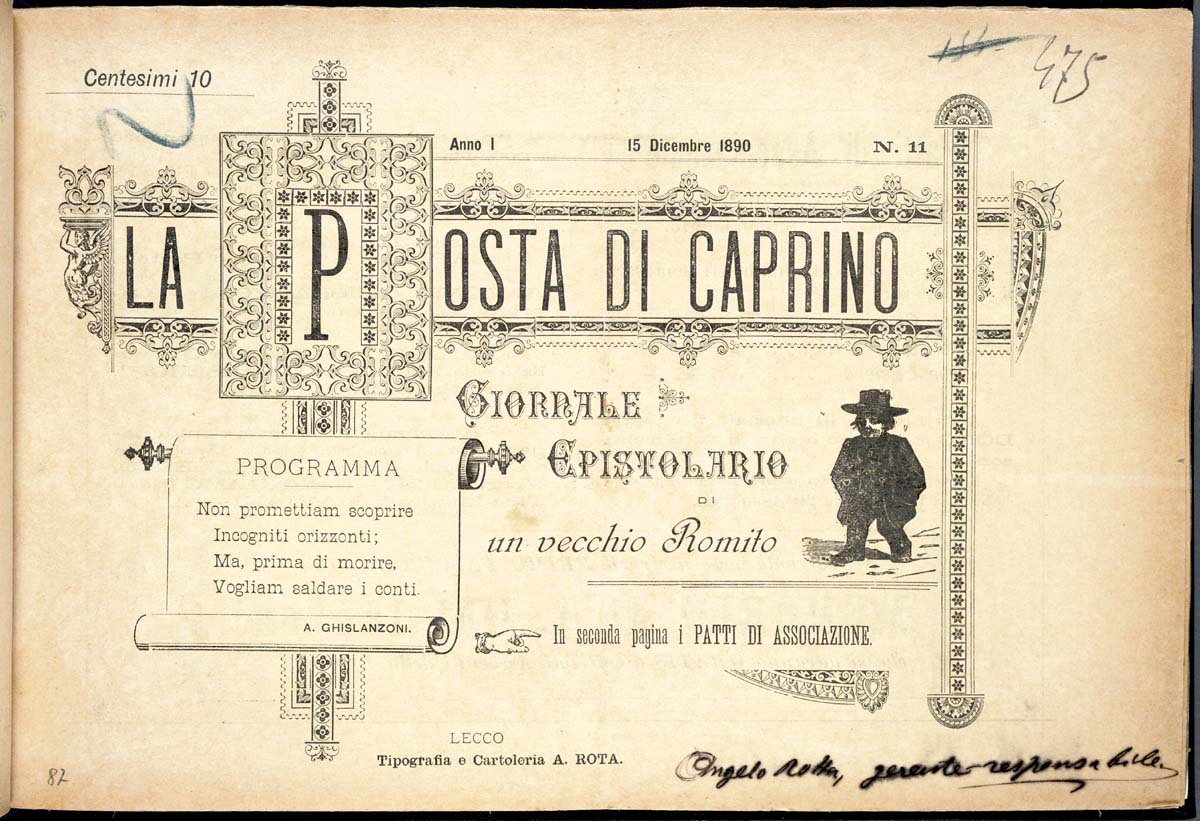 475
Centesimi 10
Anno I 15 Dicembre 1890 N. 11
LA POSTA DI CAPRINO
GIORNALE
EPISTOLARIO
DI
un vecchio Romito
PROGRAMMA
Non promettiam scoprire
Incogniti orizzonti;
Ma, prima di morire,
Vogliam saldare i conti.
A. GHISLANZONI.
In seconda pagina i PATTI DI ASSOCIAZIONE.
LECCO
Tipografia e Cartoleria A. ROTA.
Angelo Rotta, gerente responsabile
87